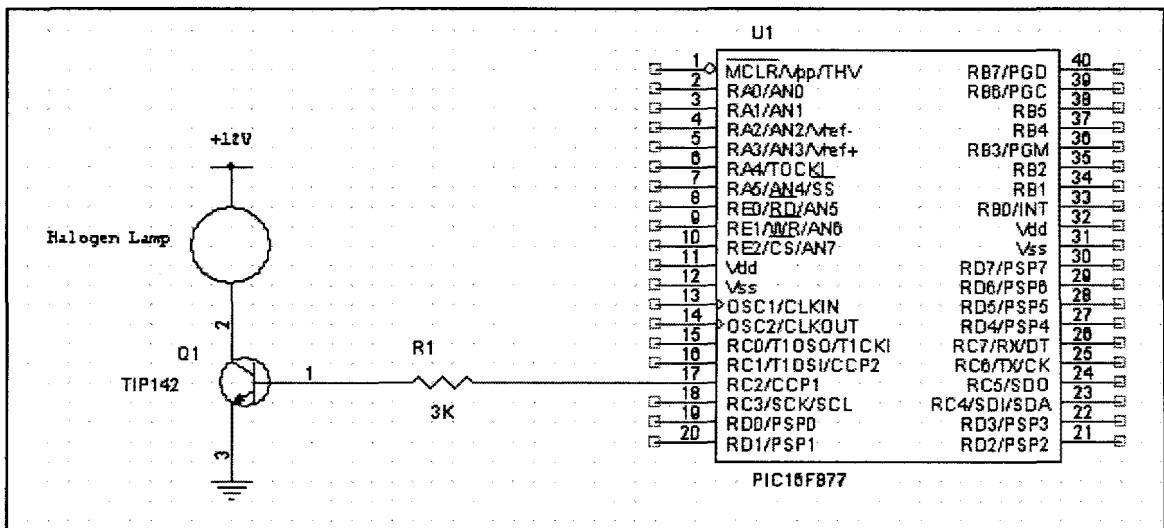 U1
1 MCLR/Vpp/THV
2 RA0/AN0
3 RA1/AN1
4 RA2/AN2/Vref-
5 RA3/AN3/Vref+
6 RA4/TOCKI
7 RA5/AN4/SS
8 RE0/RD/AN5
9 RE1/WR/AN6
10 RE2/CS/AN7
11 Vdd
12 Vss
13 OSC1/CLKIN
14 OSC2/CLKOUT
15 RC0/T1OSO/T1CKI
16 RC1/T1OSI/CCP2
17 RC2/CCP1
18 RC3/SCK/SCL
19 RD0/PSP0
20 RD1/PSP1
RB7/PGD 40
RB6/PGC 39
RB5 38
RB4 37
RB3/PGM 36
RB2 35
RB1 34
RB0/INT 33
Vdd 32
Vss 31
RD7/PSP7 30
RD6/PSP6 29
RD5/PSP5 28
RD4/PSP4 27
RC7/RX/DT 26
RC6/TX/CK 25
RC5/SDO 24
RC4/SDI/SDA 23
RD3/PSP3 22
RD2/PSP2 21
PIC16F877
+12V
Halogen Lamp
2
Q1
TIP142
1
3
R1
3K